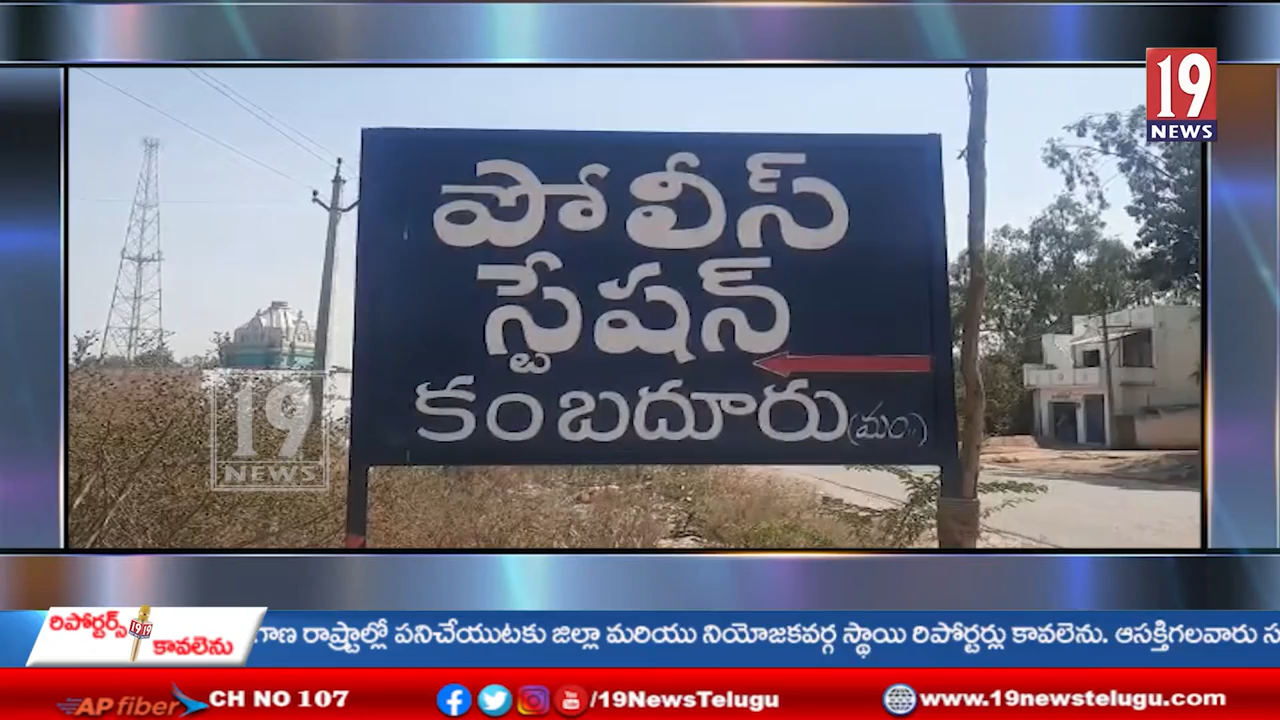 19
NEWS
పోలీస్
స్టేషన్
కంబదూరు(మం,,)
19
NEWS
రిపోర్టర్స్
కావలెను
గాణ రాష్ట్రాల్లో పనిచేయుటకు జిల్లా మరియు నియోజకవర్గ స్థాయి రిపోర్టర్లు కావలెను. ఆసక్తిగలవారు
AP fiber CH NO 107 /19NewsTelugu www.19newstelugu.com